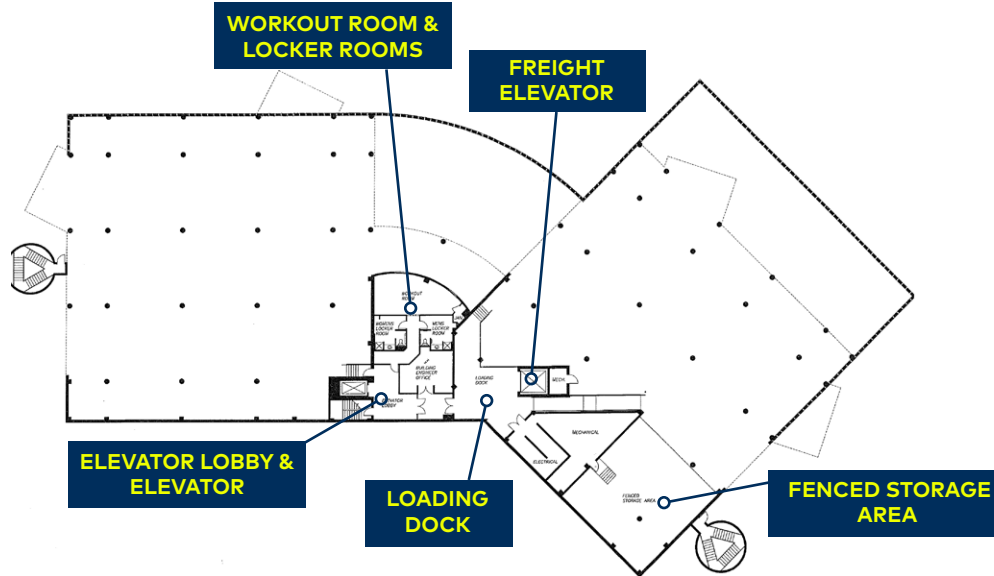 WORKOUT ROOM &
LOCKER ROOMS
FREIGHT
ELEVATOR
WORKOUT
ROOM
JAN.
WOMENS
LOCKER
ROOM
MENS
LOCKER
ROOM
BUILDING
ENGINEER
OFFICE
LOADING
DOCK
MECH.
ELEVATOR
LOBBY
MECHANICAL
ELECTRICAL
FENCED
STORAGE AREA
ELEVATOR LOBBY &
ELEVATOR
LOADING
DOCK
FENCED STORAGE
AREA